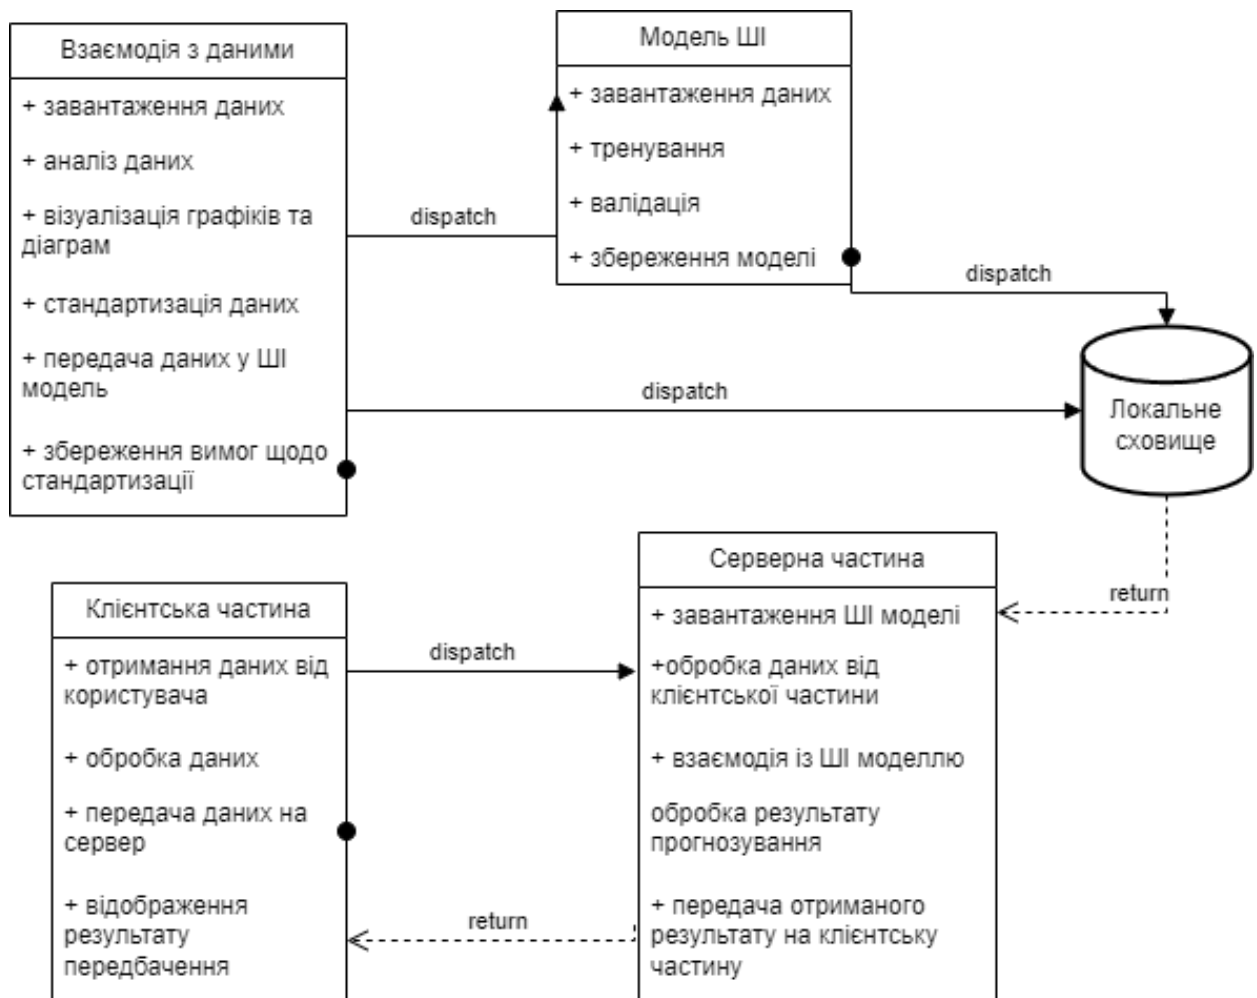 Взаємодія з даними
+ завантаження даних
+ аналіз даних
+ візуалізація графіків та
діаграм
+ стандартизація даних
+ передача даних у ШІ
модель
+ збереження вимог щодо
стандартизації
dispatch
Модель ШІ
+ завантаження даних
+ тренування
+ валідація
+ збереження моделі
dispatch
dispatch
Локальне
сховище
return
Клієнтська частина
+ отримання даних від
користувача
+ обробка даних
+ передача даних на
сервер
+ відображення
результату
передбачення
dispatch
return
Серверна частина
+ завантаження ШІ моделі
+обробка даних від
клієнтської частини
+ взаємодія із ШІ моделлю
обробка результату
прогнозування
+ передача отриманого
результату на клієнтську
частину